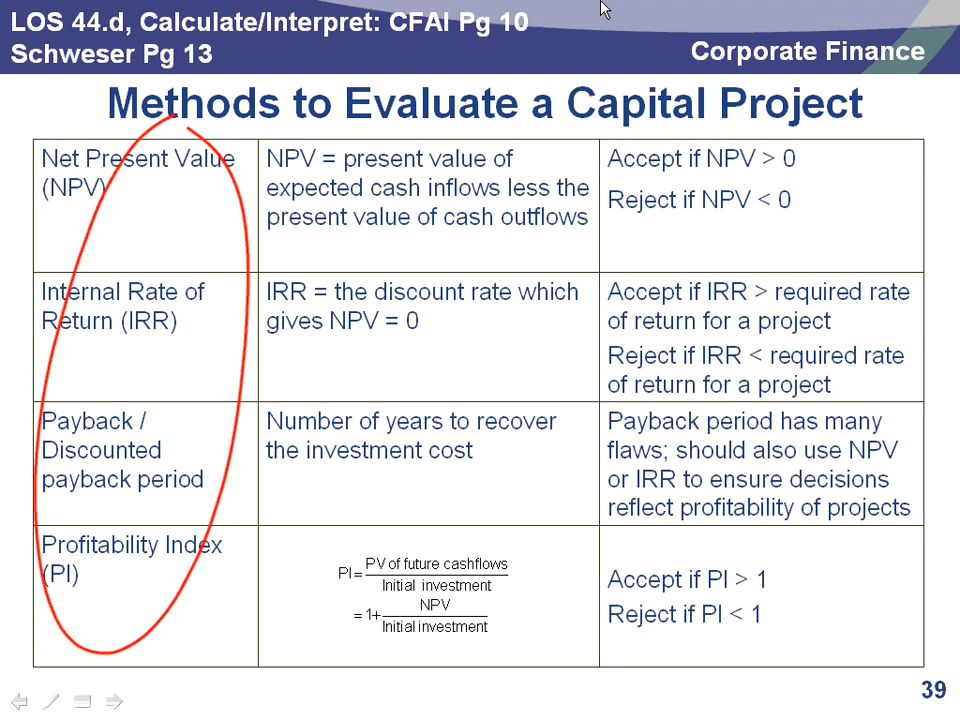 LOS 44.d, Calculate/Interpret: CFAI Pg 10
Schweser Pg 13
Corporate Finance
Methods to Evaluate a Capital Project
Net Present Value
(NPV)
NPV = present value of
expected cash inflows less the
present value of cash outflows
Accept if NPV > 0
Reject if NPV < 0
Internal Rate of
Return (IRR)
IRR = the discount rate which
gives NPV = 0
Accept if IRR > required rate
of return for a project
Reject if IRR < required rate
of return for a project
Payback /
Discounted
payback period
Number of years to recover
the investment cost
Payback period has many
flaws; should also use NPV
or IRR to ensure decisions
reflect profitability of projects
Profitability Index
(PI)
PI = PV of future cashflows / Initial investment
= 1 + NPV / Initial investment
Accept if PI > 1
Reject if PI < 1
39